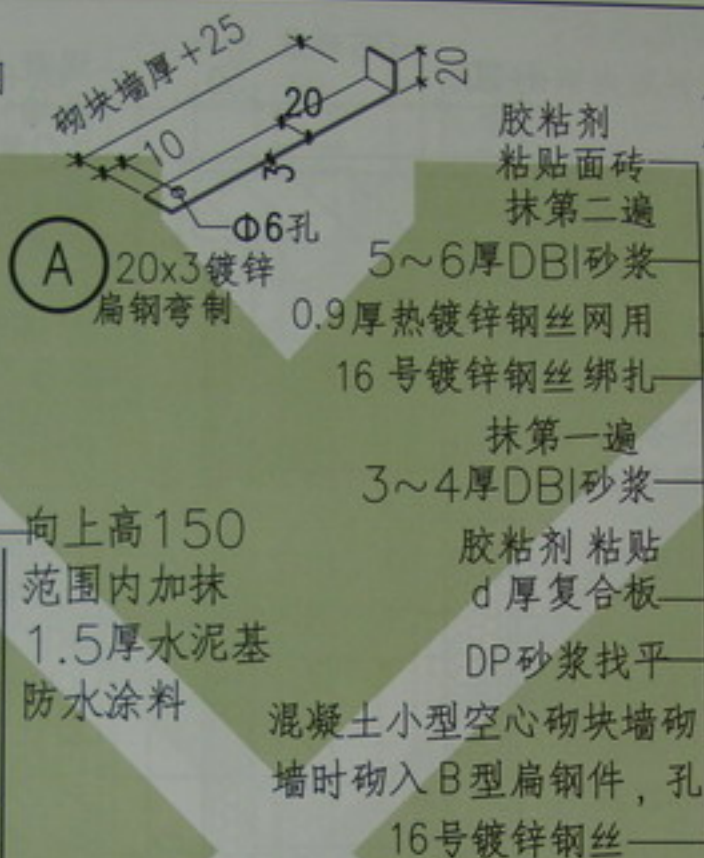 砌块墙厚+25
20
20
10
3
Φ6孔
A
20x3镀锌
扁钢弯制
胶粘剂
粘贴面砖
抹第二遍
5~6厚DBI砂浆
0.9厚热镀锌钢丝网用
16号镀锌钢丝绑扎
抹第一遍
3~4厚DBI砂浆
胶粘剂 粘贴
d厚复合板
DP砂浆找平
混凝土小型空心砌块墙砌
墙时砌入B型扁钢件，孔
16号镀锌钢丝
向上高150
范围内加抹
1.5厚水泥基
防水涂料